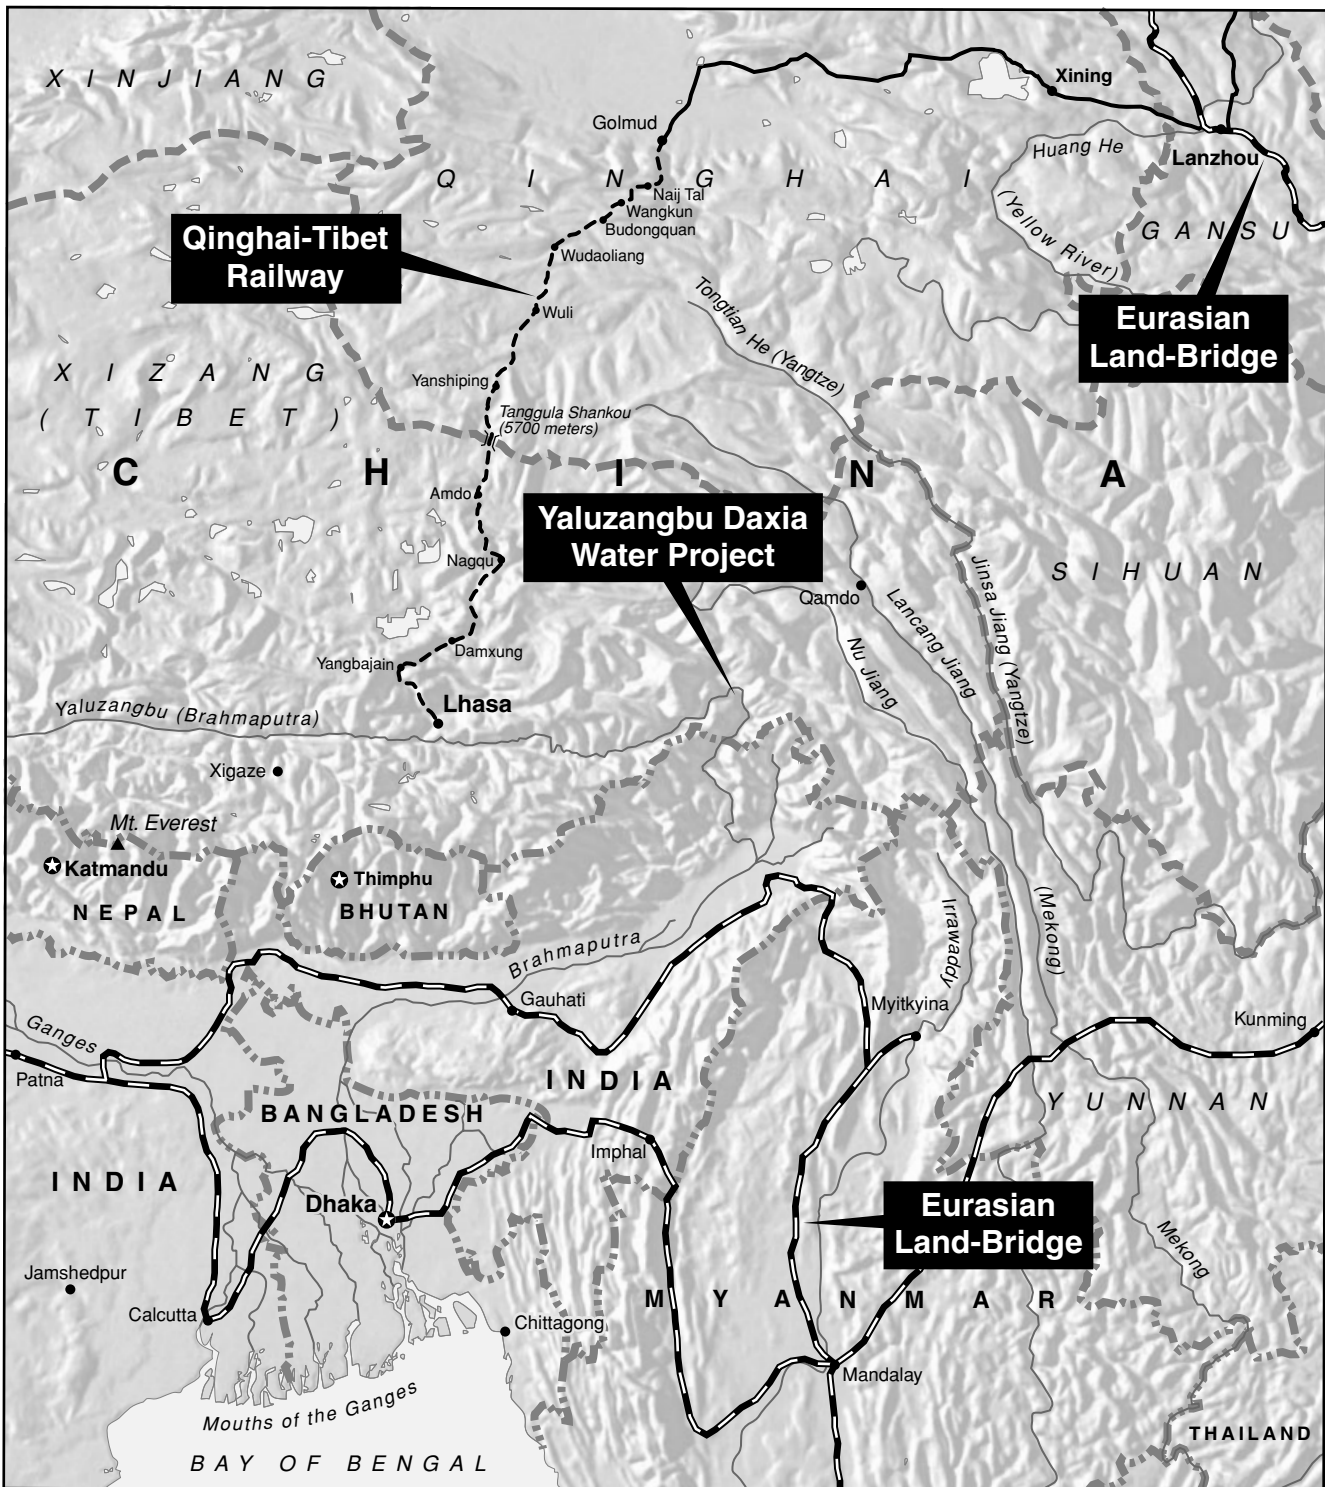 XINJIANG
Xining
Golmud
Huang He
Lanzhou
QINGHAI
Naij Tal
(Yellow River)
Wangkun
Budongquan
GANSU
Qinghai-Tibet
Railway
Wudaoliang
Tongtian He (Yangtze)
Wuli
Eurasian
Land-Bridge
XIZANG
(TIBET)
Yanshiping
Tanggula Shankou
(5700 meters)
CHINA
Amdo
Yaluzangbu Daxia
Water Project
Nagqu
SIHUAN
Qamdo
Lancang Jiang
Jinsa Jiang (Yangtze)
Nu Jiang
Damxung
Yangbajain
Lhasa
Yaluzangbu (Brahmaputra)
Xigaze
Mt. Everest
Katmandu
Thimphu
NEPAL
BHUTAN
Irrawaddy
(Mekong)
Brahmaputra
Gauhati
Myitkyina
Ganges
Kunming
Patna
INDIA
BANGLADESH
YUNNAN
Imphal
INDIA
Dhaka
Eurasian
Land-Bridge
Mekong
Jamshedpur
MYANMAR
Calcutta
Chittagong
Mandalay
Mouths of the Ganges
THAILAND
BAY OF BENGAL